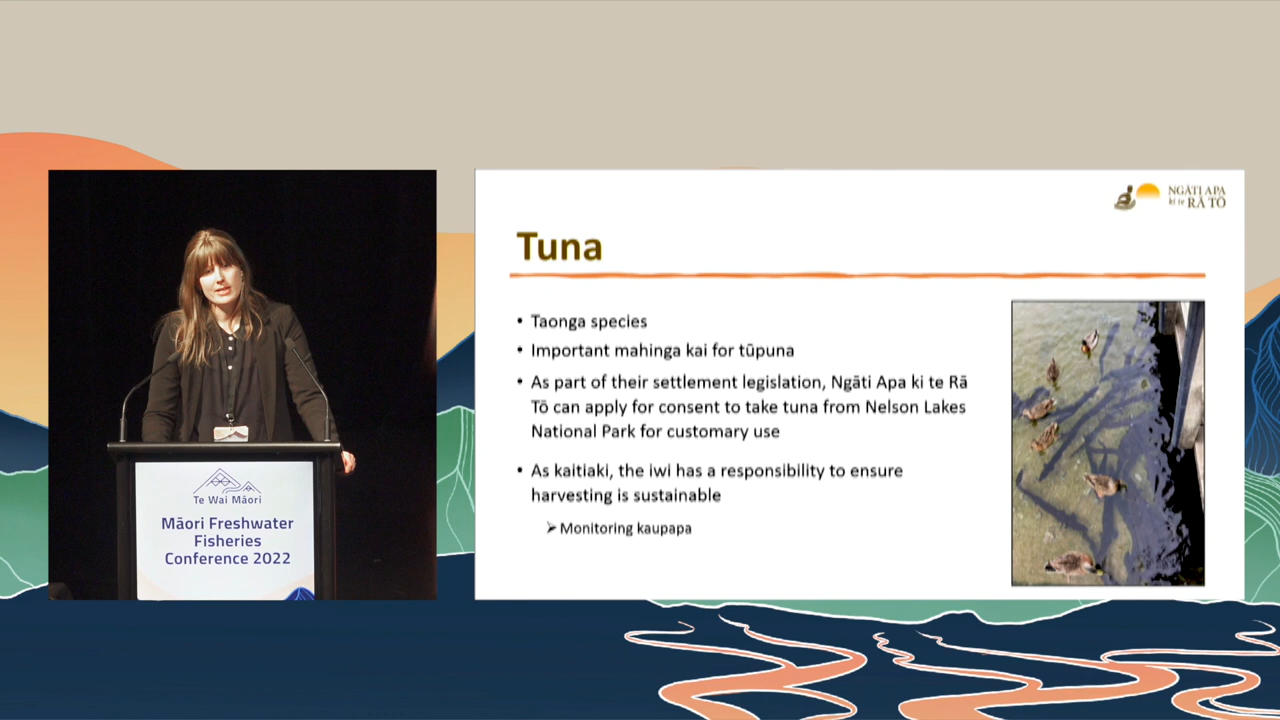 Te Wai Māori
Māori Freshwater
Fisheries
Conference 2022
NGĀTI APA
ki te RĀ TŌ
Tuna
• Taonga species
• Important mahinga kai for tūpuna
• As part of their settlement legislation, Ngāti Apa ki te Rā
Tō can apply for consent to take tuna from Nelson Lakes
National Park for customary use
• As kaitiaki, the iwi has a responsibility to ensure
harvesting is sustainable
➢ Monitoring kaupapa